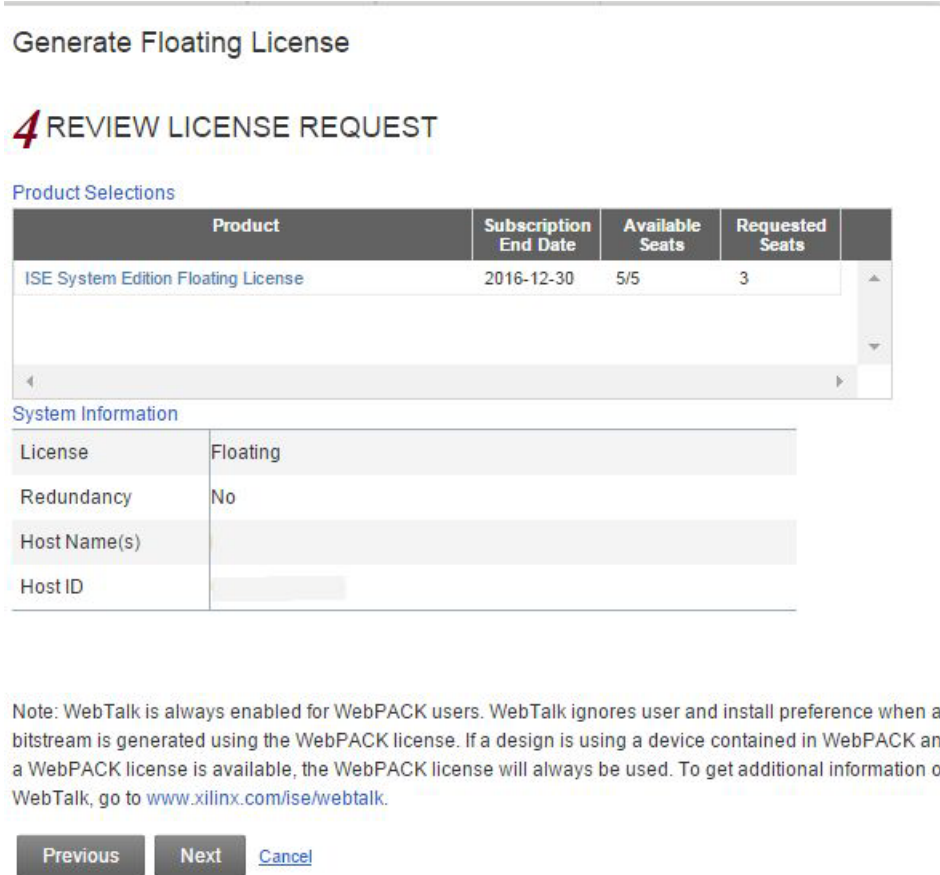 Generate Floating License
4 REVIEW LICENSE REQUEST
Product Selections
Product Subscription End Date Available Seats Requested Seats
ISE System Edition Floating License 2016-12-30 5/5 3
System Information
License Floating
Redundancy No
Host Name(s)
Host ID
Note: WebTalk is always enabled for WebPACK users. WebTalk ignores user and install preference when a
bitstream is generated using the WebPACK license. If a design is using a device contained in WebPACK an
a WebPACK license is available, the WebPACK license will always be used. To get additional information o
WebTalk, go to www.xilinx.com/ise/webtalk.
Previous Next Cancel